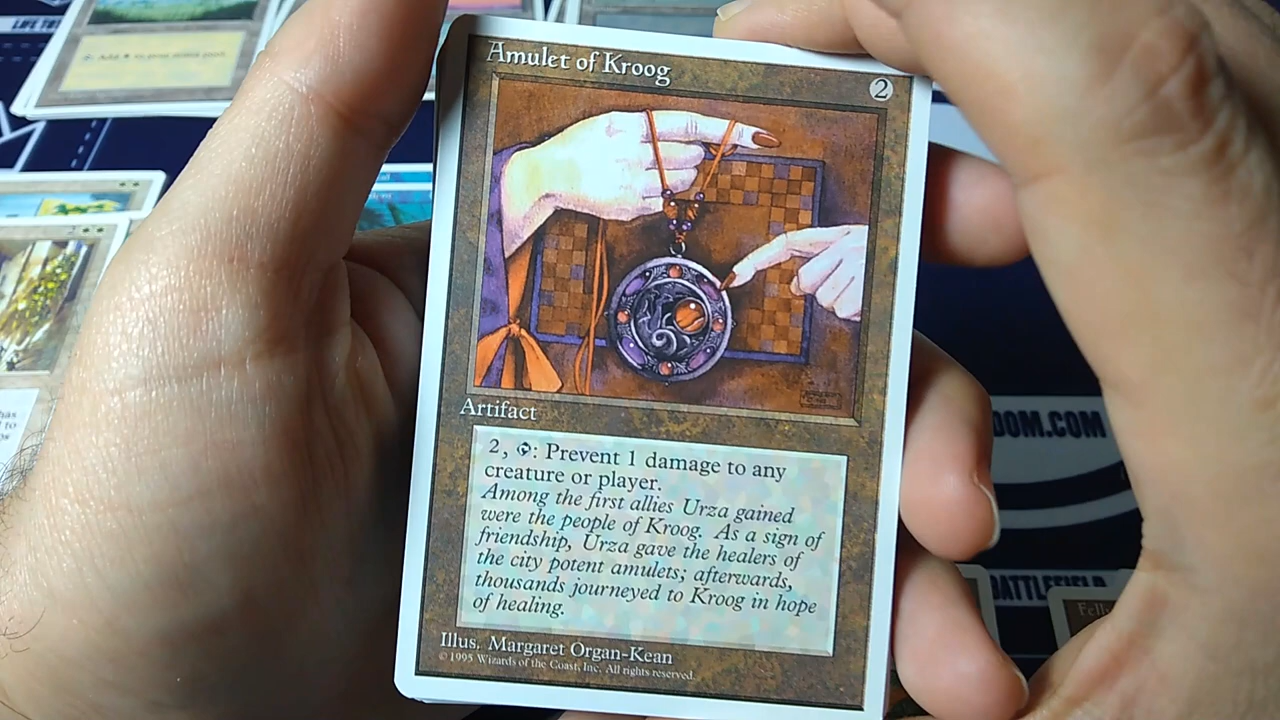 LIFE TO
Amulet of Kroog
2
Artifact
2, : Prevent 1 damage to any
creature or player.
Among the first allies Urza gained
were the people of Kroog. As a sign of
friendship, Urza gave the healers of
the city potent amulets; afterwards,
thousands journeyed to Kroog in hope
of healing.
Illus. Margaret Organ-Kean
© 1995 Wizards of the Coast, Inc. All rights reserved.
DOM.COM
BATTLEFIELD
Fell